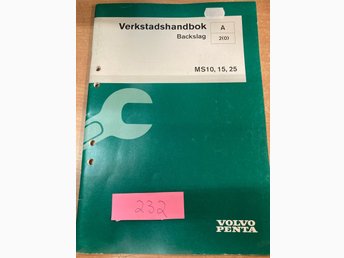 Verkstadshandbok
Backslag
A
2(0)
MS10, 15, 25
232
VOLVO
PENTA